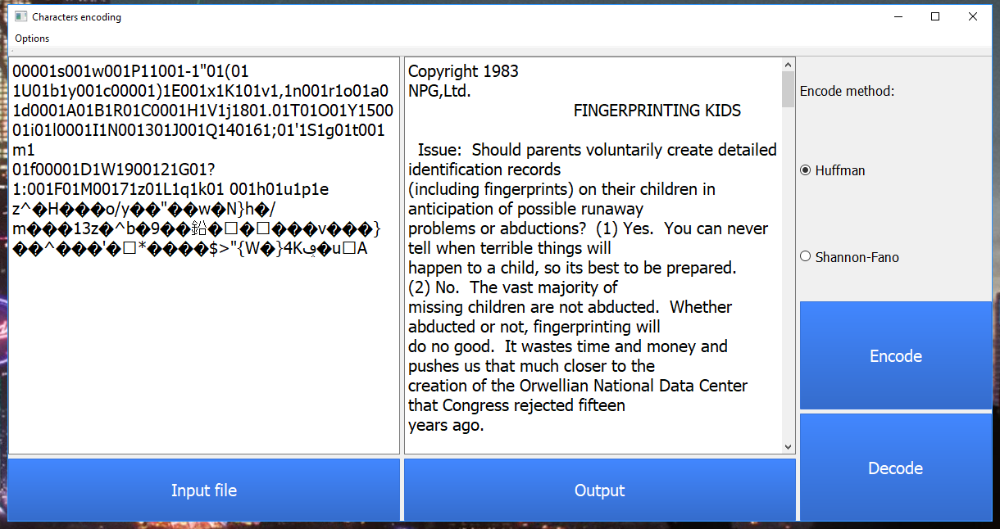 Characters encoding
Options
00001s001w001P11001-1"01(01
1U01b1y001c00001)1E001x1K101v1,1n001r1o01a0
1d0001A01B1R01C0001H1V1j1801.01T01O01Y1500
01i01l0001I1N001301J001Q140161;01'1S1g01t001
m1
01f00001D1W1900121G01?
1:001F01M00171z01L1q1k01 001h01u1p1e
z^�H���o/y��"��w�N}h�/
m���13z�^b�9��鉛�□�□���v���}
��^���'�□*����$>"{W�}4K�u□A
Copyright 1983
NPG,Ltd.
FINGERPRINTING KIDS
Issue:  Should parents voluntarily create detailed
identification records
(including fingerprints) on their children in
anticipation of possible runaway
problems or abductions?  (1) Yes.  You can never
tell when terrible things will
happen to a child, so its best to be prepared.
(2) No.  The vast majority of
missing children are not abducted.  Whether
abducted or not, fingerprinting will
do no good.  It wastes time and money and
pushes us that much closer to the
creation of the Orwellian National Data Center
that Congress rejected fifteen
years ago.
Encode method:
Huffman
Shannon-Fano
Encode
Decode
Input file
Output